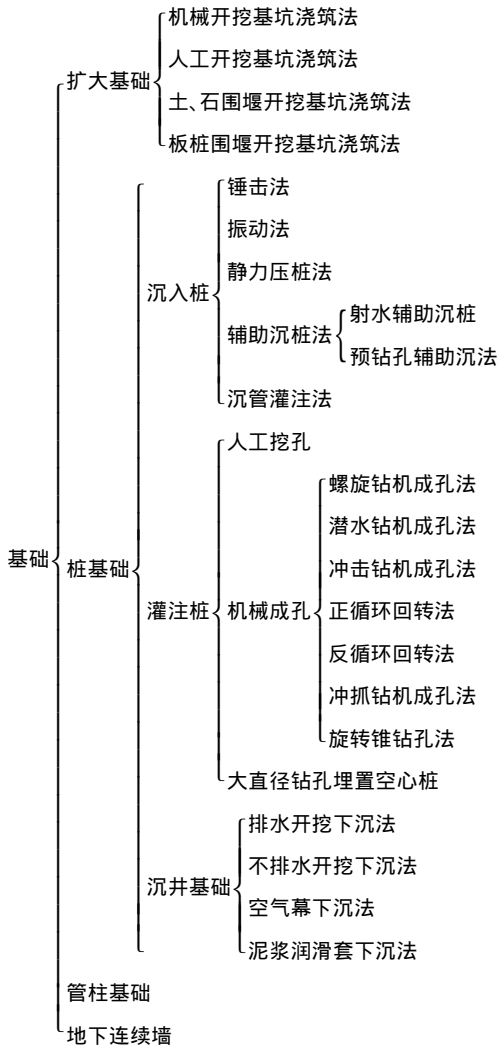 机械开挖基坑浇筑法
人工开挖基坑浇筑法
扩大基础
土、石围堰开挖基坑浇筑法
板桩围堰开挖基坑浇筑法
锤击法
振动法
静力压桩法
沉入桩
射水辅助沉桩
辅助沉桩法
预钻孔辅助沉法
沉管灌注法
人工挖孔
螺旋钻机成孔法
潜水钻机成孔法
冲击钻机成孔法
基础
桩基础
灌注桩
机械成孔
正循环回转法
反循环回转法
冲抓钻机成孔法
旋转锥钻孔法
大直径钻孔埋置空心桩
排水开挖下沉法
不排水开挖下沉法
沉井基础
空气幕下沉法
泥浆润滑套下沉法
管柱基础
地下连续墙